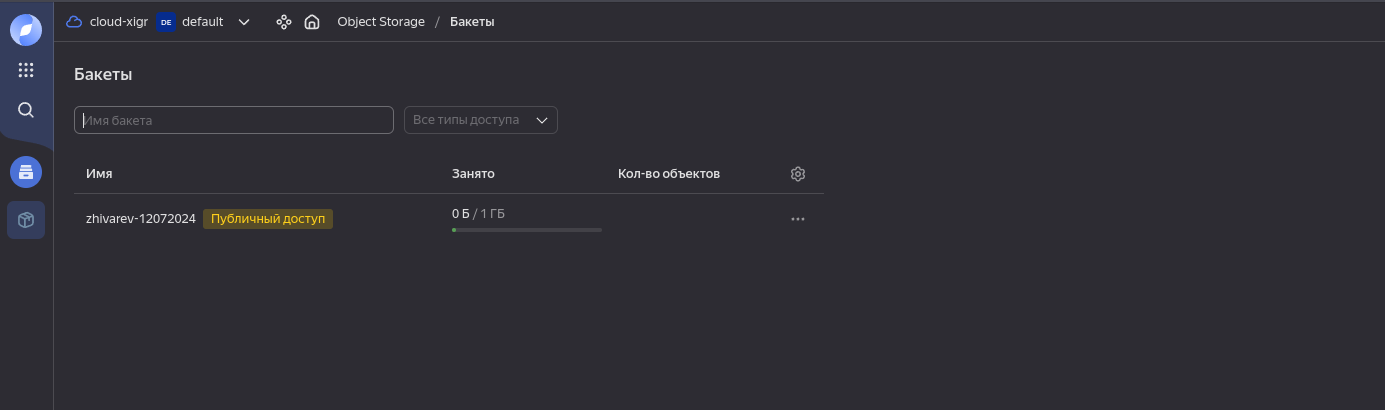 cloud-xigr DE default Object Storage / Бакеты
Бакеты
Имя бакета Все типы доступа
Имя Занято Кол-во объектов
zhivarev-12072024 Публичный доступ 0 Б / 1 ГБ